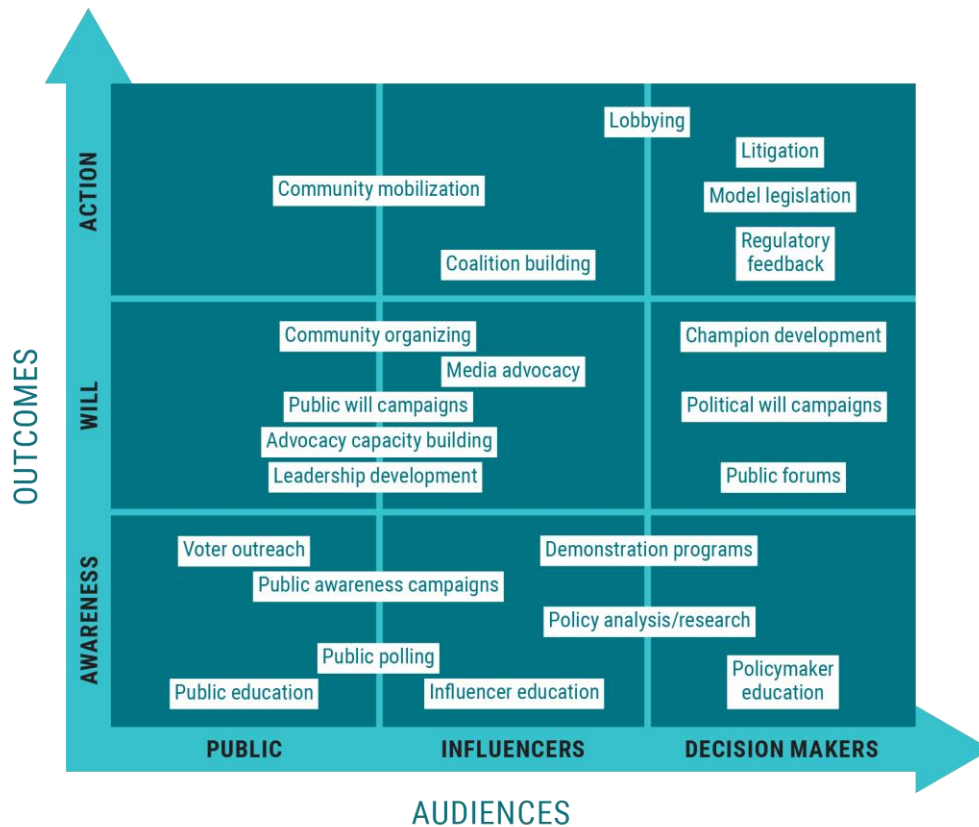 Lobbying
Litigation
Community mobilization
Model legislation
Regulatory
feedback
Coalition building
ACTION
Community organizing
Champion development
Media advocacy
Public will campaigns
Political will campaigns
Advocacy capacity building
Leadership development
Public forums
WILL
OUTCOMES
Voter outreach
Demonstration programs
Public awareness campaigns
Policy analysis/research
Public polling
Public education
Influencer education
Policymaker
education
AWARENESS
PUBLIC
INFLUENCERS
DECISION MAKERS
AUDIENCES